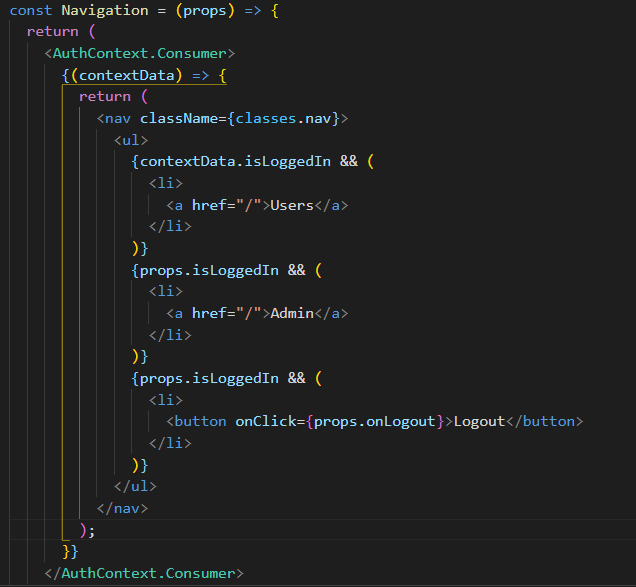 const Navigation = (props) => {
  return (
    <AuthContext.Consumer>
      {(contextData) => {
        return (
          <nav className={classes.nav}>
            <ul>
              {contextData.isLoggedIn && (
                <li>
                  <a href="/">Users</a>
                </li>
              )}
              {props.isLoggedIn && (
                <li>
                  <a href="/">Admin</a>
                </li>
              )}
              {props.isLoggedIn && (
                <li>
                  <button onClick={props.onLogout}>Logout</button>
                </li>
              )}
            </ul>
          </nav>
        );
      }}
    </AuthContext.Consumer>